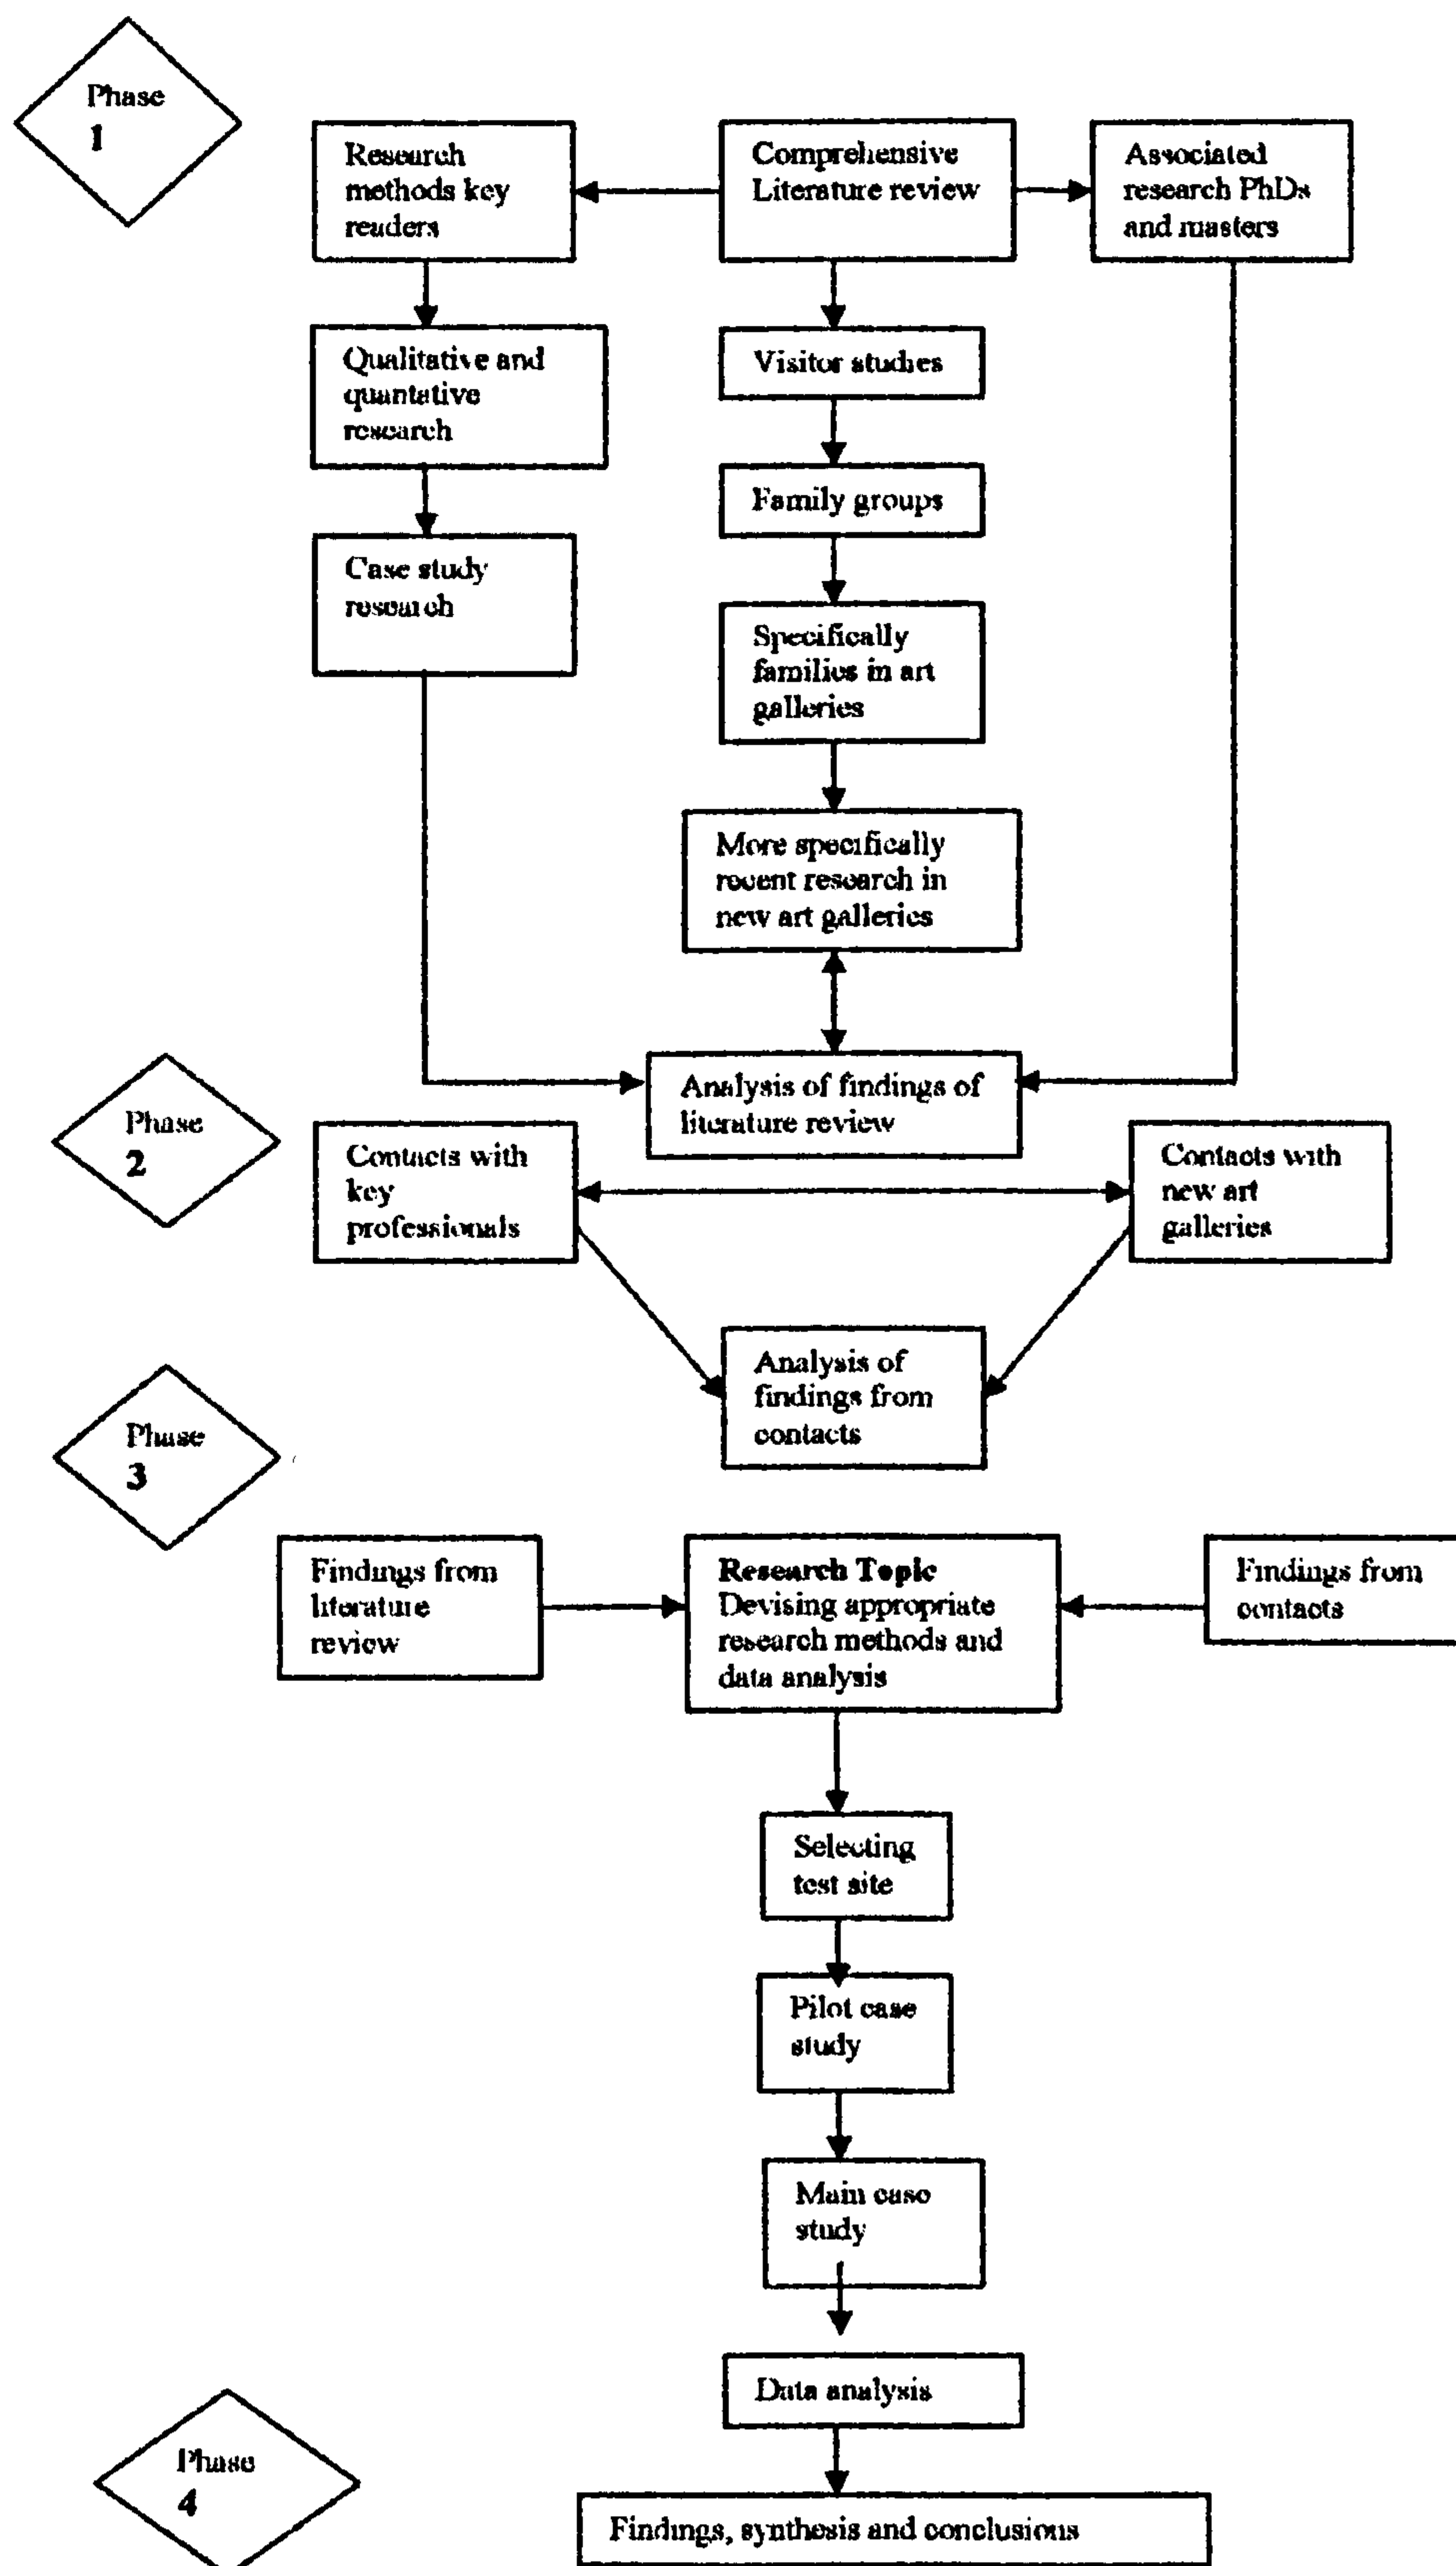 Phase
1
Research
methods key
readers
Comprehensive
Literature review
Associated
research PhDs
and masters
Qualitative and
quantative
research
Visitor studies
Family groups
Case study
research
Specifically
families in art
galleries
More specifically
recent research in
new art galleries
Analysis of findings of
literature review
Phase
2
Contacts with
key
professionals
Contacts with
new art
galleries
Analysis of
findings from
contacts
Phase
3
Findings from
literature
review
Research Topic
Devising appropriate
research methods and
data analysis
Findings from
contacts
Selecting
test site
Pilot case
study
Main case
study
Data analysis
Phase
4
Findings, synthesis and conclusions